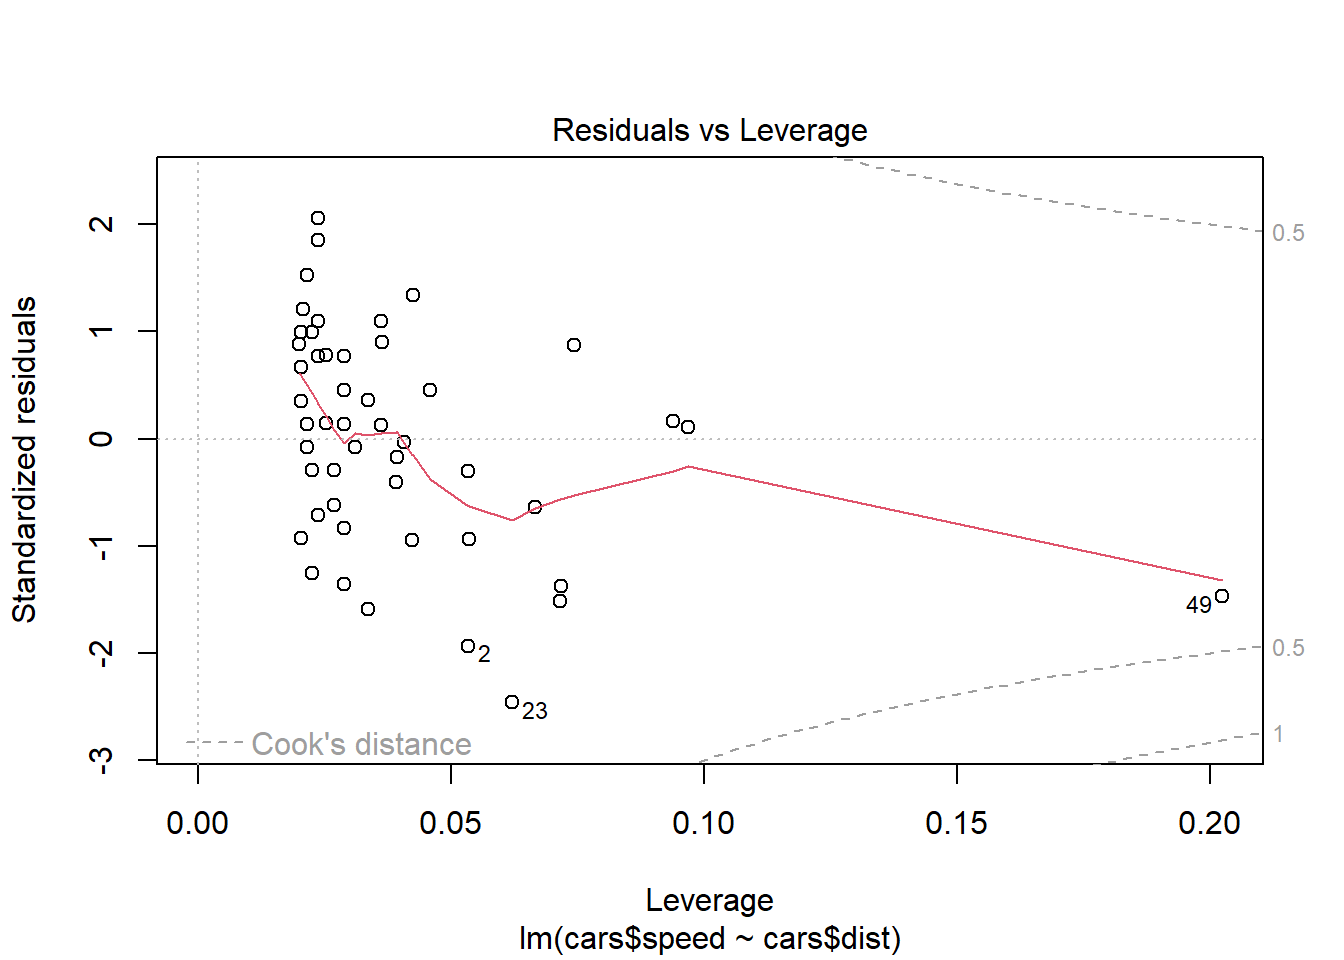 Residuals vs Leverage
Standardized residuals
2
1
0
-1
-2
-3
0.5
0.5
1
49
2
23
Cook's distance
0.00 0.05 0.10 0.15 0.20
Leverage
lm(cars$speed ~ cars$dist)